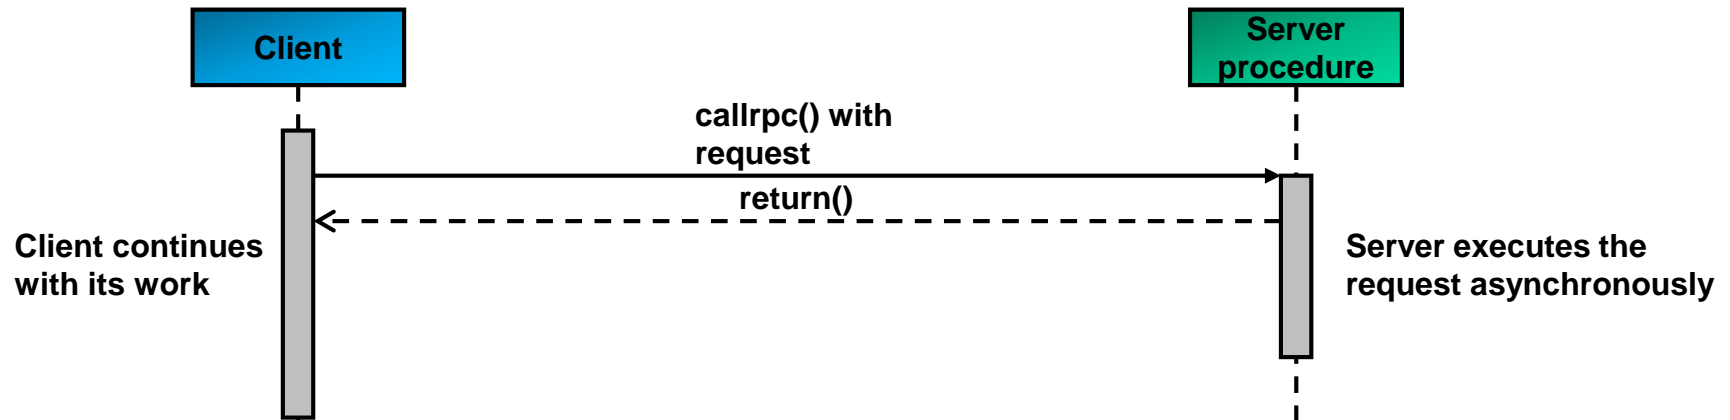 Client
Server
procedure
callrpc() with
request
return()
Client continues
with its work
Server executes the
request asynchronously